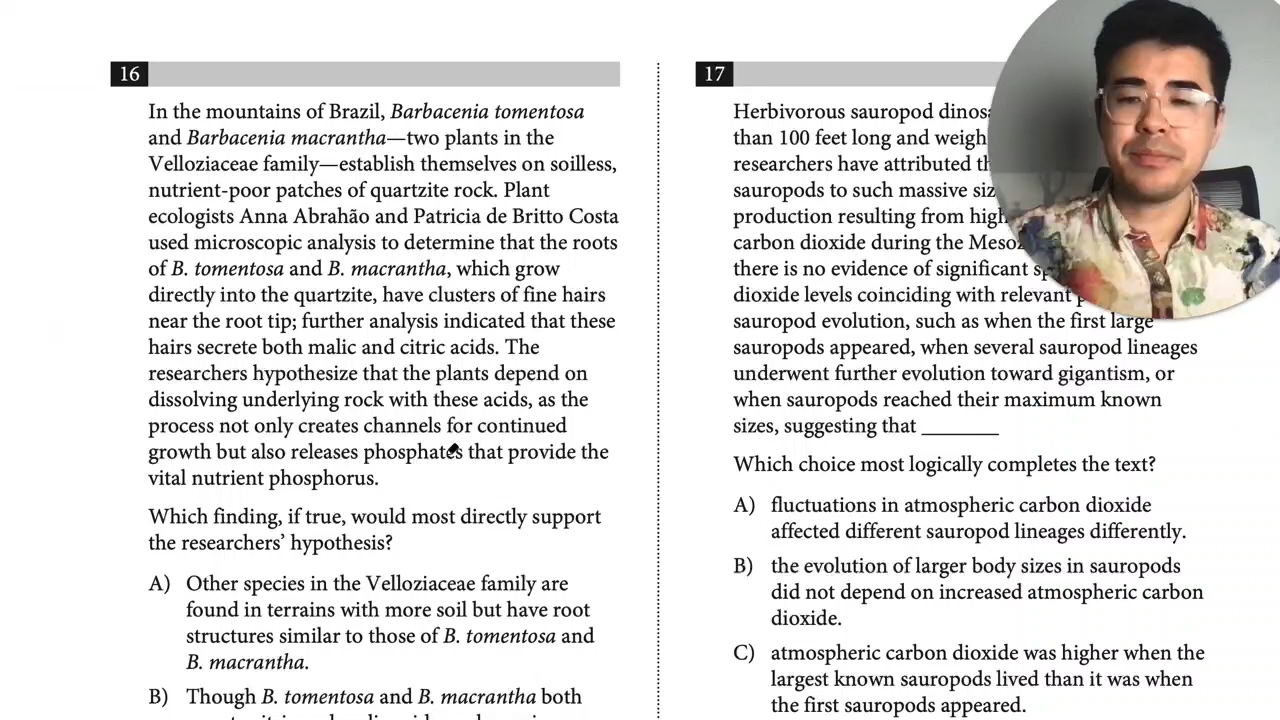 16
In the mountains of Brazil, Barbacenia tomentosa
and Barbacenia macrantha—two plants in the
Velloziaceae family—establish themselves on soilless,
nutrient-poor patches of quartzite rock. Plant
ecologists Anna Abrahão and Patricia de Britto Costa
used microscopic analysis to determine that the roots
of B. tomentosa and B. macrantha, which grow
directly into the quartzite, have clusters of fine hairs
near the root tip; further analysis indicated that these
hairs secrete both malic and citric acids. The
researchers hypothesize that the plants depend on
dissolving underlying rock with these acids, as the
process not only creates channels for continued
growth but also releases phosphates that provide the
vital nutrient phosphorus.
Which finding, if true, would most directly support
the researchers’ hypothesis?
A) Other species in the Velloziaceae family are
found in terrains with more soil but have root
structures similar to those of B. tomentosa and
B. macrantha.
B) Though B. tomentosa and B. macrantha both
17
Herbivorous sauropod
than 100 feet long and
researchers have attributed
sauropods to such massive
production resulting from
carbon dioxide during the
there is no evidence of significant
dioxide levels coinciding with relevant
sauropod evolution, such as when the first large
sauropods appeared, when several sauropod lineages
underwent further evolution toward gigantism, or
when sauropods reached their maximum known
sizes, suggesting that _______
Which choice most logically completes the text?
A) fluctuations in atmospheric carbon dioxide
affected different sauropod lineages differently.
B) the evolution of larger body sizes in sauropods
did not depend on increased atmospheric carbon
dioxide.
C) atmospheric carbon dioxide was higher when the
largest known sauropods lived than it was when
the first sauropods appeared.